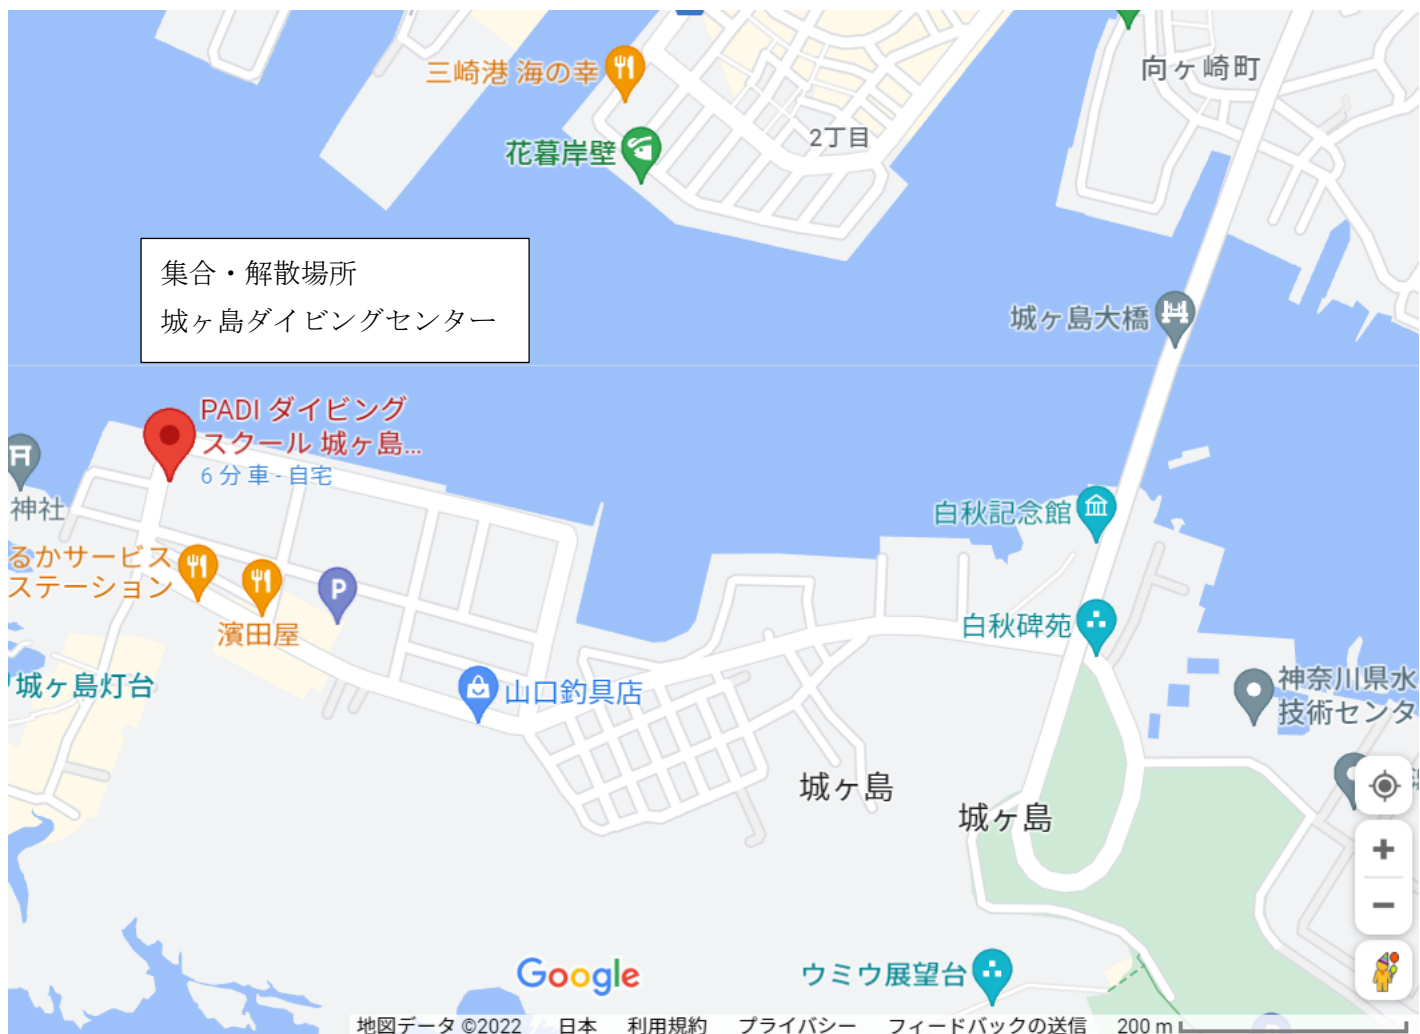 三崎港 海の幸
向ヶ崎町
2丁目
花暮岸壁
集合・解散場所
城ヶ島ダイビングセンター
城ヶ島大橋
PADI ダイビング
スクール 城ヶ島...
6 分 車 - 自宅
神社
白秋記念館
るかサービス
ステーション
P
濱田屋
白秋碑苑
城ヶ島灯台
山口釣具店
神奈川県水
技術センタ
城ヶ島
城ヶ島
ウミウ展望台
Google
地図データ ©2022 日本 利用規約 プライバシー フィードバックの送信 200 m